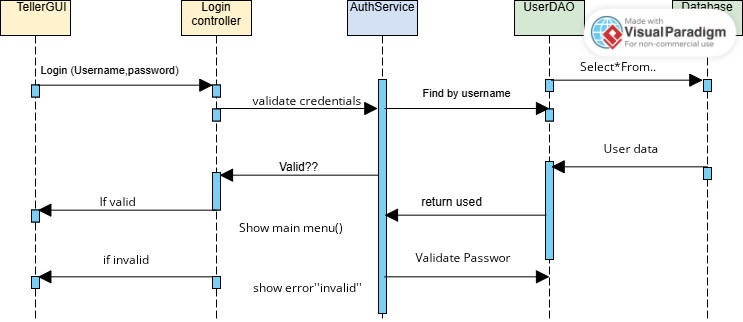 TellerGUI
Login
controller
AuthService
UserDAO
Database
Made with
Visual Paradigm
For non-commercial use
Login (Username,password)
Select*From..
validate credentials
Find by username
User data
Valid??
If valid
return used
Show main menu()
if invalid
Validate Passwor
show error"invalid"